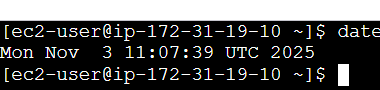 [ec2-user@ip-172-31-19-10 ~]$ date
Mon Nov  3 11:07:39 UTC 2025
[ec2-user@ip-172-31-19-10 ~]$